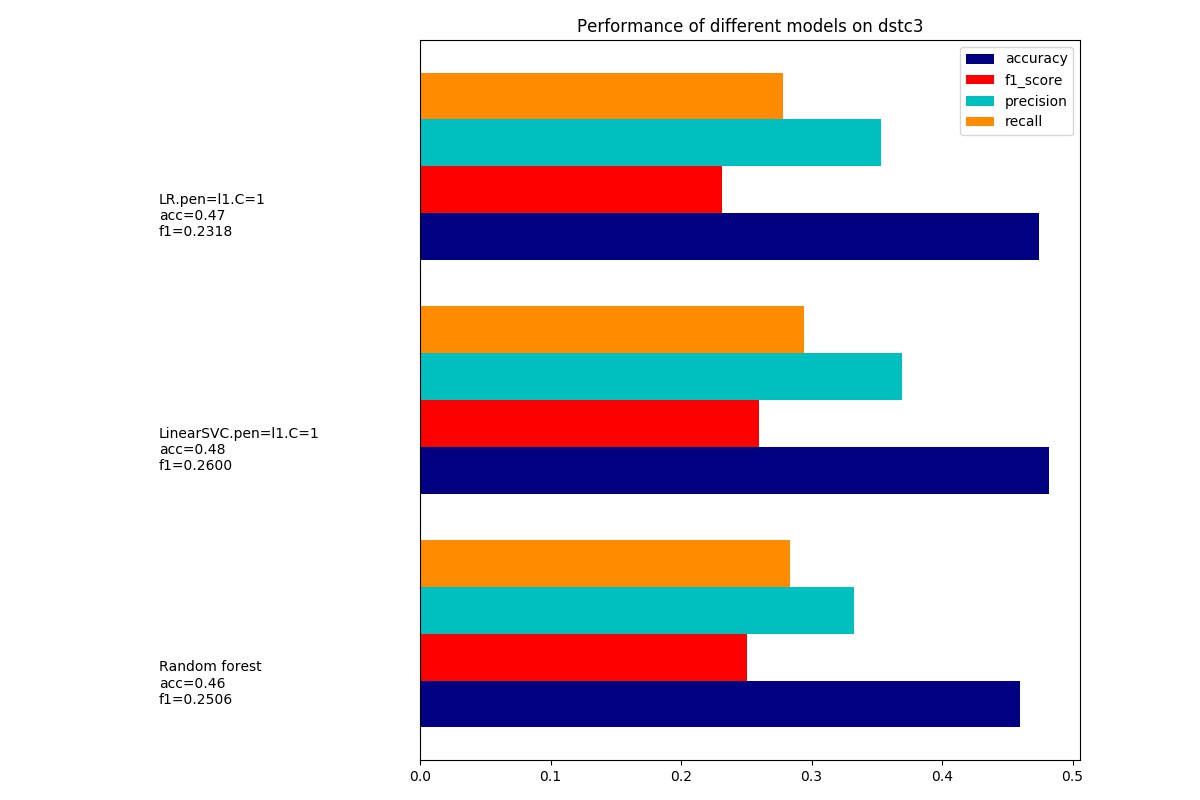 Performance of different models on dstc3
accuracy
f1_score
precision
recall
LR.pen=l1.C=1
acc=0.47
f1=0.2318
LinearSVC.pen=l1.C=1
acc=0.48
f1=0.2600
Random forest
acc=0.46
f1=0.2506
0.0 0.1 0.2 0.3 0.4 0.5